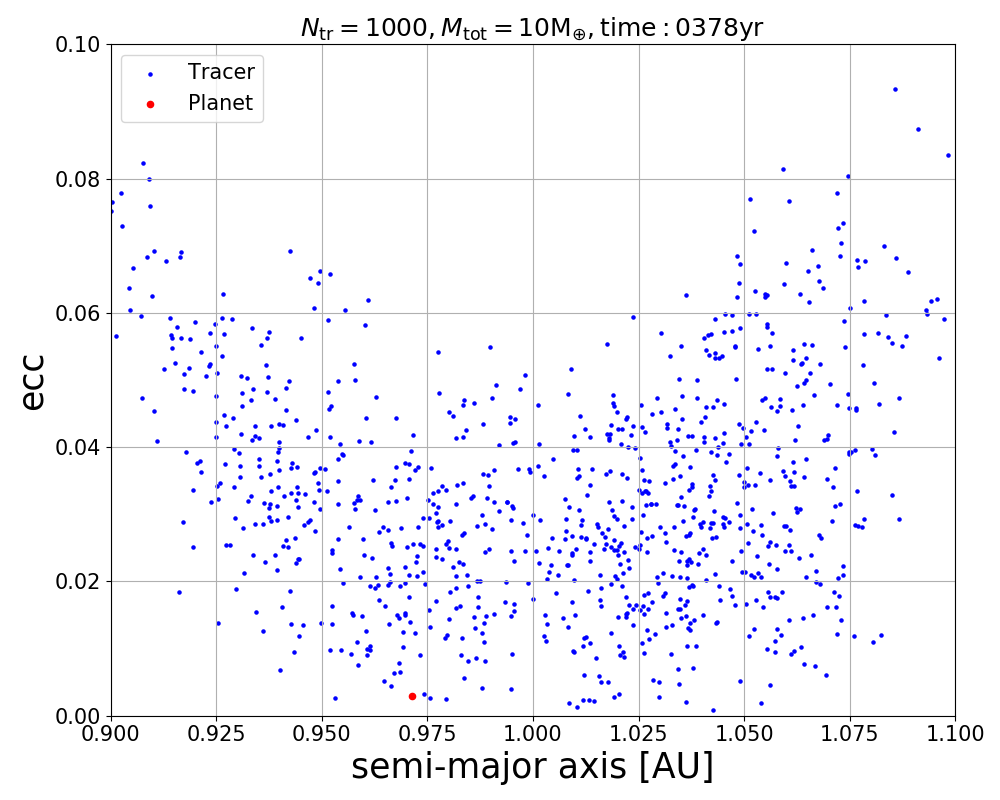 N_tr = 1000, M_tot = 10M_⊕, time : 0378yr
Tracer
Planet
ecc
0.10
0.08
0.06
0.04
0.02
0.00
0.900 0.925 0.950 0.975 1.000 1.025 1.050 1.075 1.100
semi-major axis [AU]